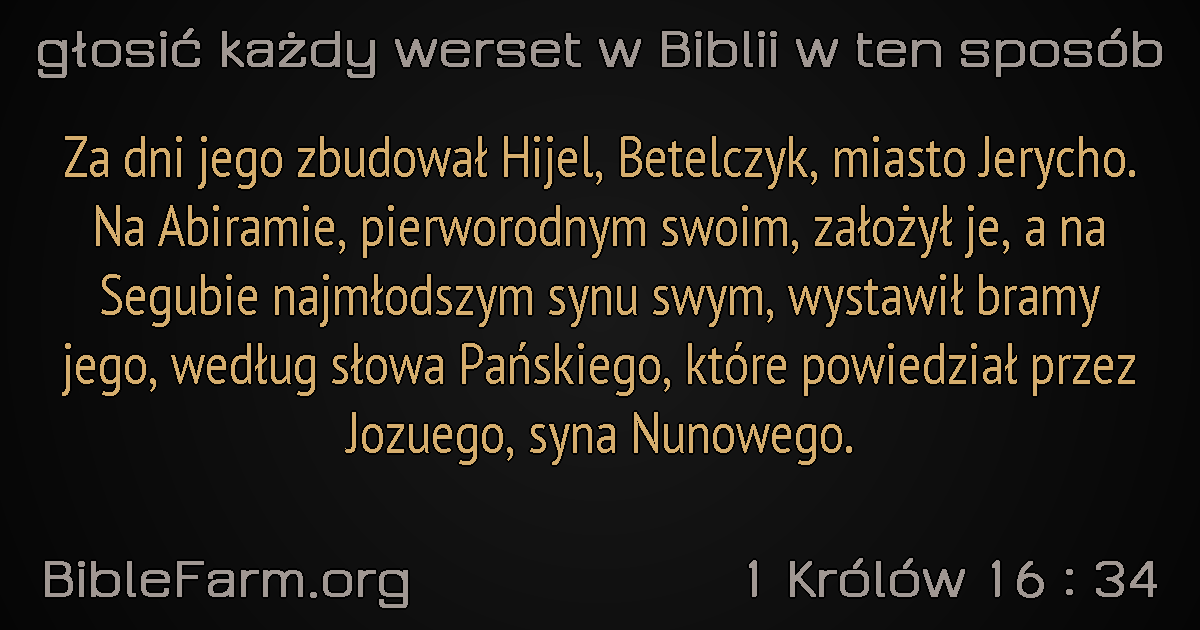 głosić każdy werset w Biblii w ten sposób
Za dni jego zbudował Hijel, Betelczyk, miasto Jerycho.
Na Abiramie, pierworodnym swoim, założył je, a na
Segubie najmłodszym synu swym, wystawił bramy
jego, według słowa Pańskiego, które powiedział przez
Jozuego, syna Nunowego.
BibleFarm.org
1 Królów 16 : 34